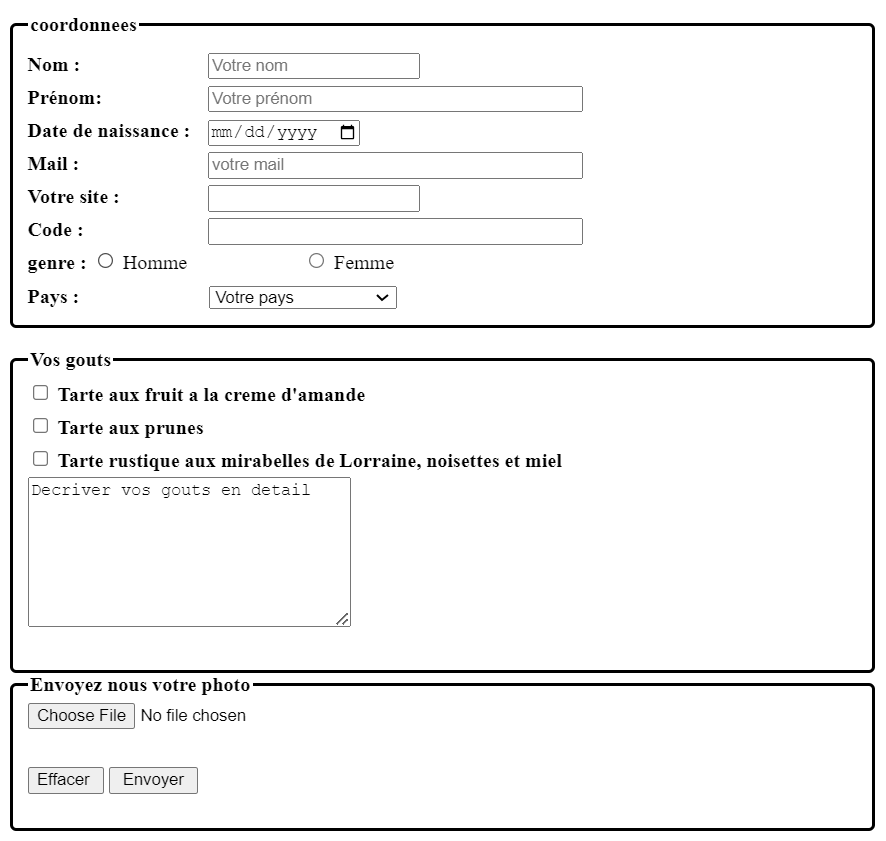 coordonnees
Nom : Votre nom
Prénom: Votre prénom
Date de naissance : mm/dd/yyyy
Mail : votre mail
Votre site :
Code :
genre : Homme Femme
Pays : Votre pays
Vos gouts
Tarte aux fruit a la creme d'amande
Tarte aux prunes
Tarte rustique aux mirabelles de Lorraine, noisettes et miel
Decriver vos gouts en detail
Envoyez nous votre photo
Choose File No file chosen
Effacer Envoyer